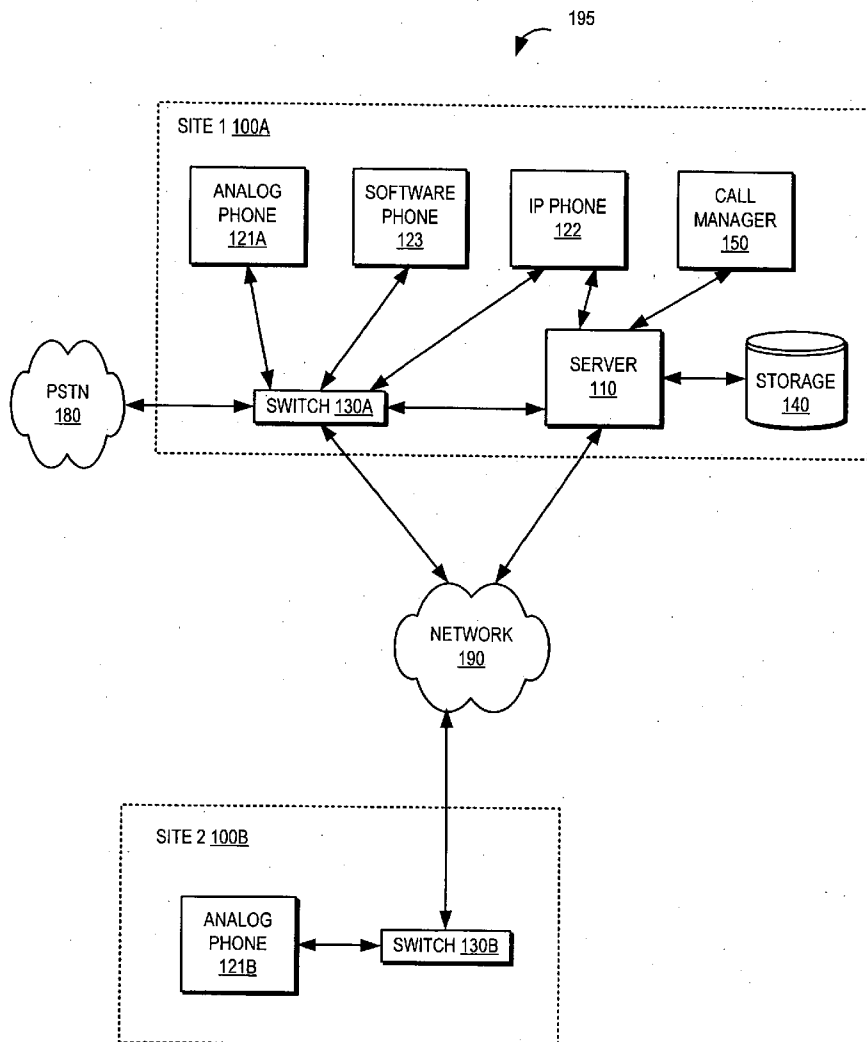 195
SITE 1 100A
ANALOG
PHONE
121A
SOFTWARE
PHONE
123
IP PHONE
122
CALL
MANAGER
150
PSTN
180
SWITCH 130A
SERVER
110
STORAGE
140
NETWORK
190
SITE 2 100B
ANALOG
PHONE
121B
SWITCH 130B